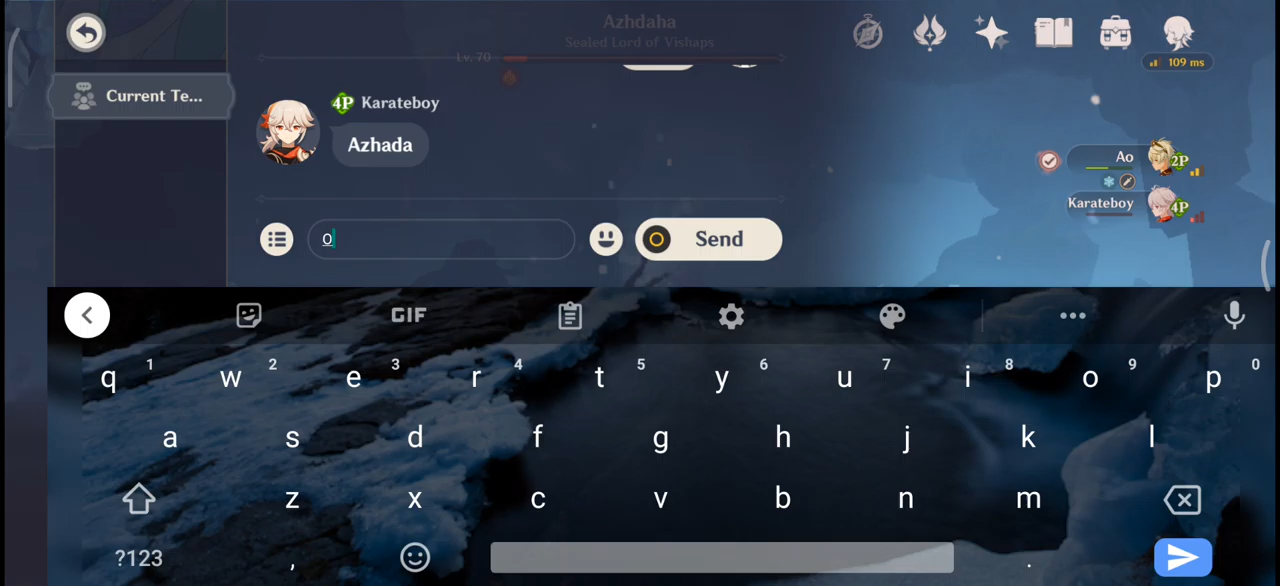 Azhdaha
Sealed Lord of Vishaps
Lv. 70
109 ms
Current Te...
4P Karateboy
Azhada
Ao
2P
Karateboy
4P
o
Send
GIF
q 1 w 2 e 3 r 4 t 5 y 6 u 7 i 8 o 9 p 0
a s d f g h j k l
z x c v b n m
?123 , .